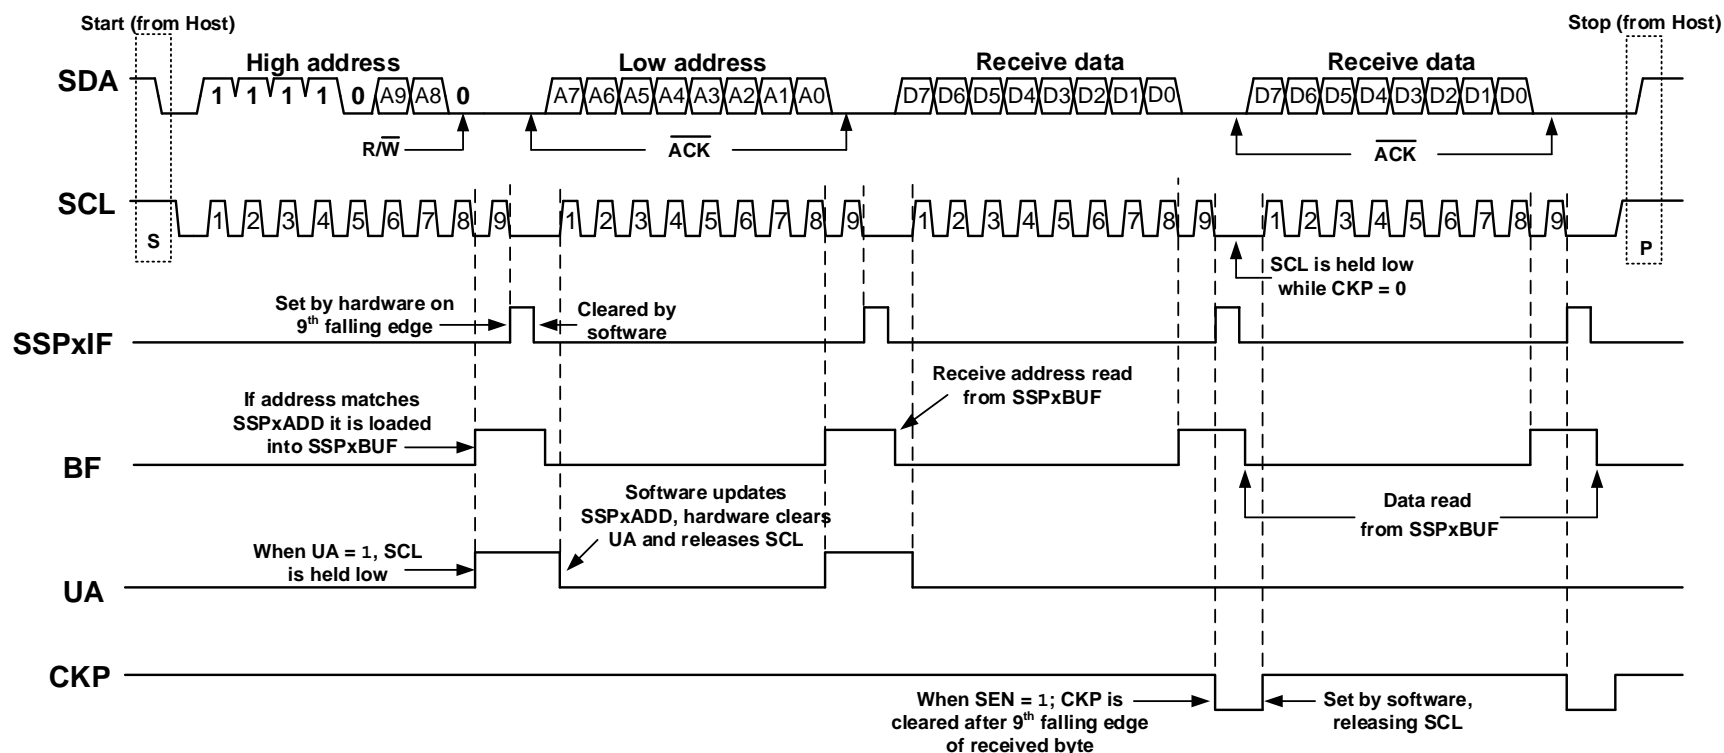 Start (from Host)
Stop (from Host)
High address
Low address
Receive data
Receive data
SDA
1 1 1 1 0 A9 A8 0
A7 A6 A5 A4 A3 A2 A1 A0
D7 D6 D5 D4 D3 D2 D1 D0
D7 D6 D5 D4 D3 D2 D1 D0
R/W̅
A̅C̅K̅
A̅C̅K̅
SCL
1 2 3 4 5 6 7 8 9
1 2 3 4 5 6 7 8 9
1 2 3 4 5 6 7 8 9
1 2 3 4 5 6 7 8 9
S
P
SCL is held low
while CKP = 0
Set by hardware on
9th falling edge
Cleared by
software
SSPxIF
Receive address read
from SSPxBUF
If address matches
SSPxADD it is loaded
into SSPxBUF
BF
Software updates
SSPxADD, hardware clears
UA and releases SCL
Data read
from SSPxBUF
When UA = 1, SCL
is held low
UA
CKP
When SEN = 1; CKP is
cleared after 9th falling edge
of received byte
Set by software,
releasing SCL